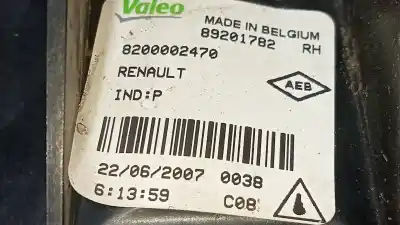 Valeo
MADE IN BELGIUM
89201782 RH
8200002470
RENAULT
AEB
IND:P
22/06/2007 0038
6:13:59 C08